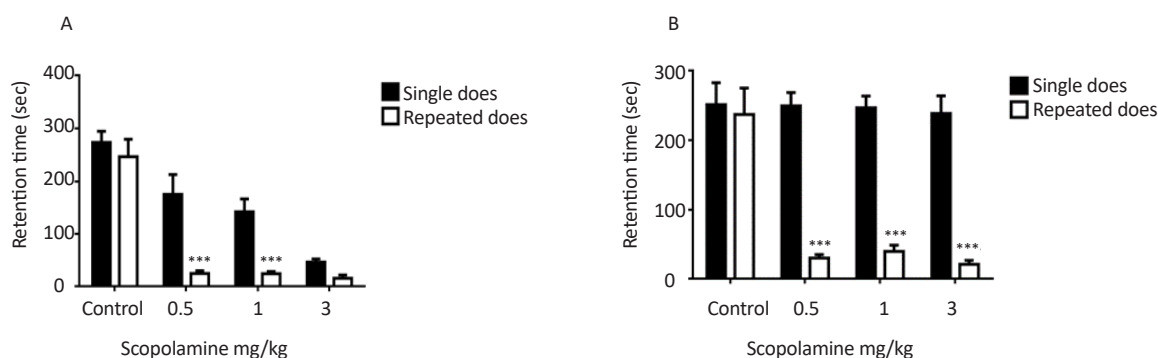 A
Retention time (sec)
400
300
200
100
0
Single does
Repeated does
***
***
Control 0.5 1 3
Scopolamine mg/kg
B
Retention time (sec)
300
200
100
0
Single does
Repeated does
***
***
***
Control 0.5 1 3
Scopolamine mg/kg